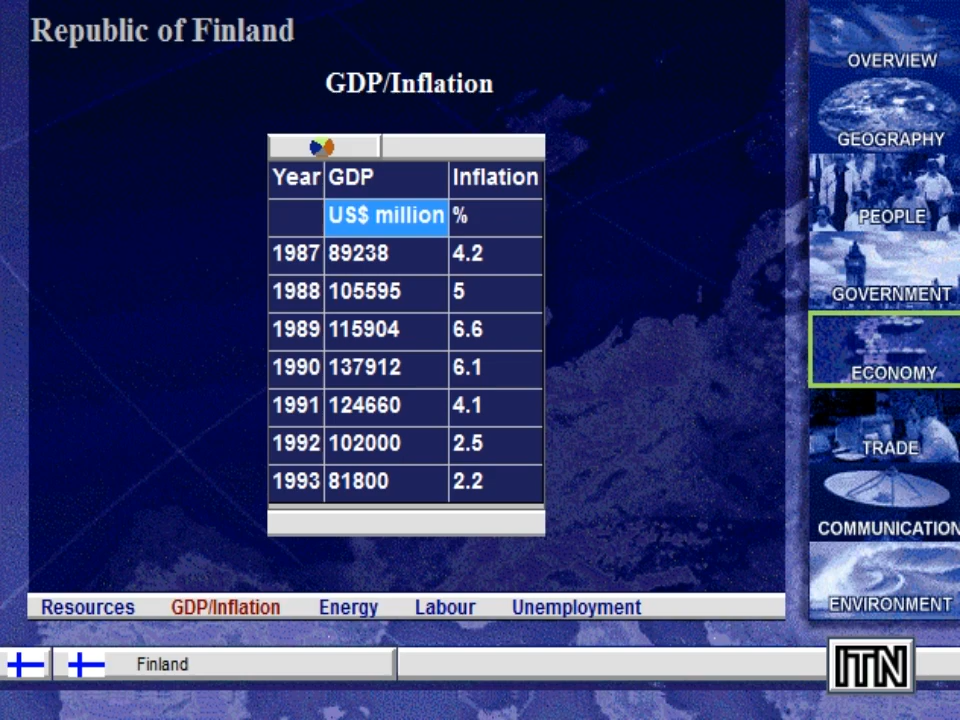 Republic of Finland
GDP/Inflation
Year GDP Inflation
US$ million %
1987 89238 4.2
1988 105595 5
1989 115904 6.6
1990 137912 6.1
1991 124660 4.1
1992 102000 2.5
1993 81800 2.2
Resources GDP/Inflation Energy Labour Unemployment
Finland
OVERVIEW
GEOGRAPHY
PEOPLE
GOVERNMENT
ECONOMY
TRADE
COMMUNICATION
ENVIRONMENT
ITN